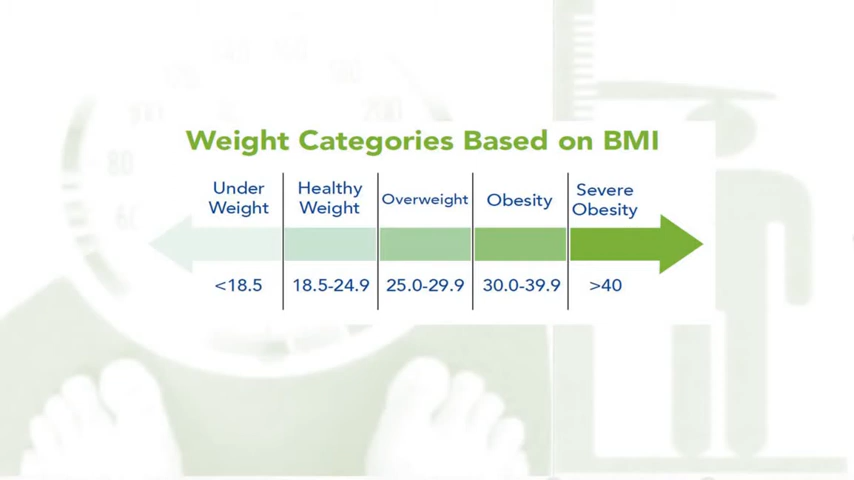 Weight Categories Based on BMI
Under Weight
Healthy Weight
Overweight
Obesity
Severe Obesity
<18.5
18.5-24.9
25.0-29.9
30.0-39.9
>40
80